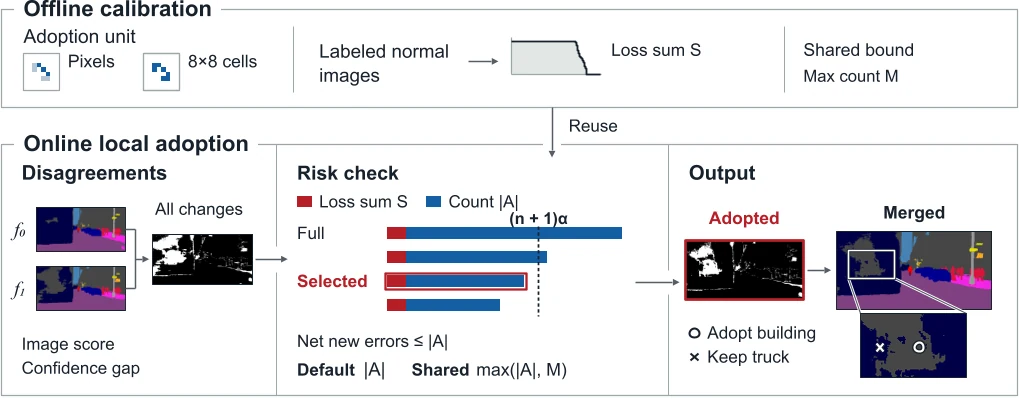 Offline calibration
Adoption unit
Pixels
8×8 cells
Labeled normal
images
Loss sum S
Shared bound
Max count M
Reuse
Online local adoption
Disagreements
f0
f1
All changes
Image score
Confidence gap
Risk check
Loss sum S
Count |A|
(n + 1)α
Full
Selected
Net new errors ≤ |A|
Default |A|
Shared max(|A|, M)
Output
Adopted
Merged
Adopt building
Keep truck